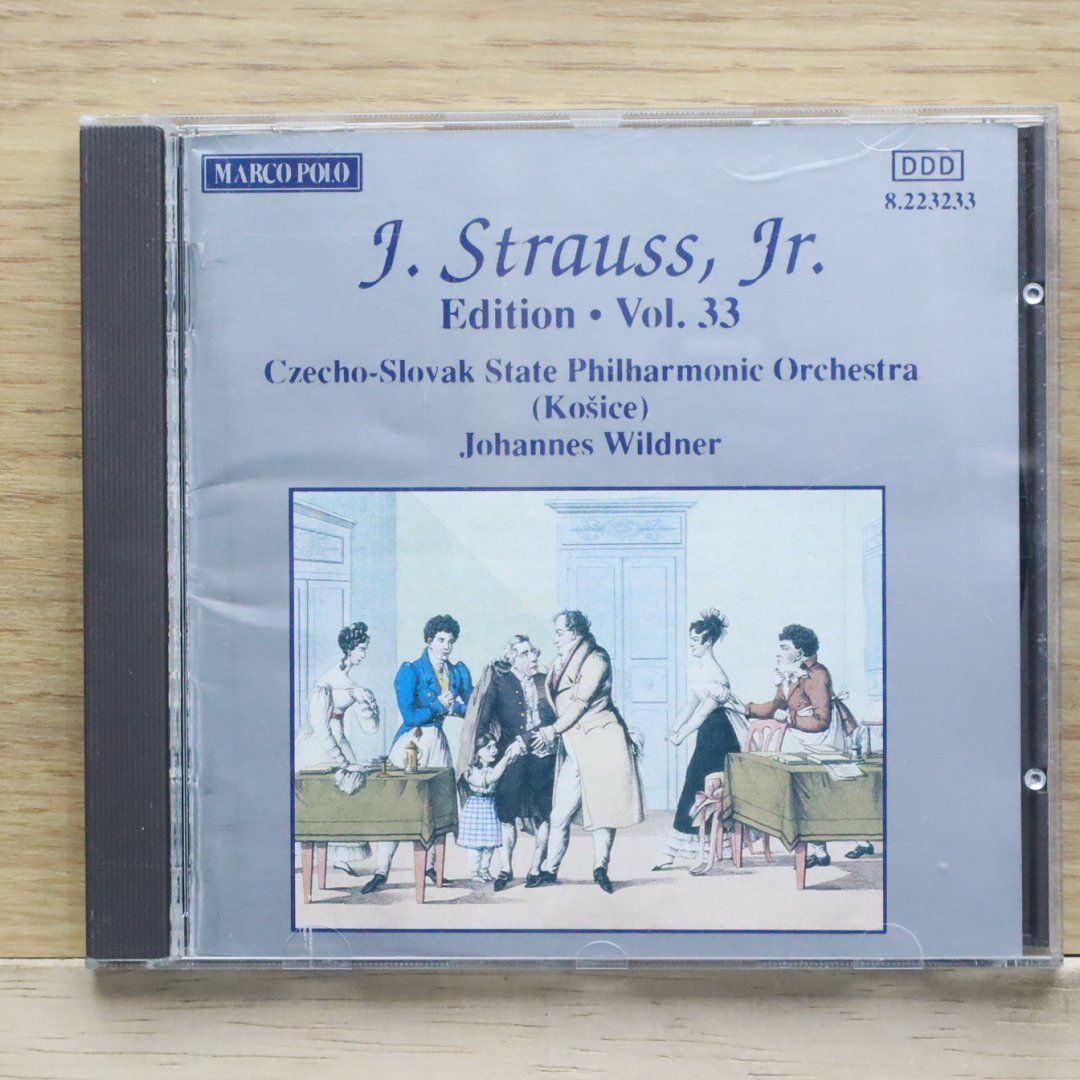 MARCO POLO
DDD
8.223233
J. Strauss, Jr.
Edition • Vol. 33
Czecho-Slovak State Philharmonic Orchestra
(Košice)
Johannes Wildner